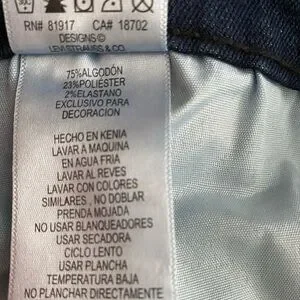 RN# 81917 CA# 18702
DESIGNS ©
LEVI STRAUSS & CO.
75%ALGODÓN
23%POLIÉSTER
2%ELASTANO
EXCLUSIVO PARA
DECORACION
HECHO EN KENIA
LAVAR A MAQUINA
EN AGUA FRIA
LAVAR AL REVES
LAVAR CON COLORES
SIMILARES , NO DOBLAR
PRENDA MOJADA
NO USAR BLANQUEADORES
USAR SECADORA
CICLO LENTO
USAR PLANCHA
TEMPERATURA BAJA
NO PLANCHAR DIRECTAMENTE